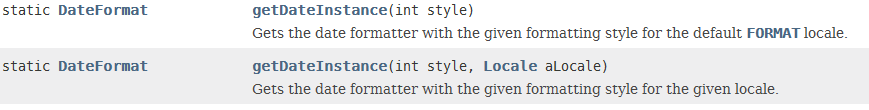 static DateFormat getDateInstance(int style)
Gets the date formatter with the given formatting style for the default FORMAT locale.
static DateFormat getDateInstance(int style, Locale aLocale)
Gets the date formatter with the given formatting style for the given locale.